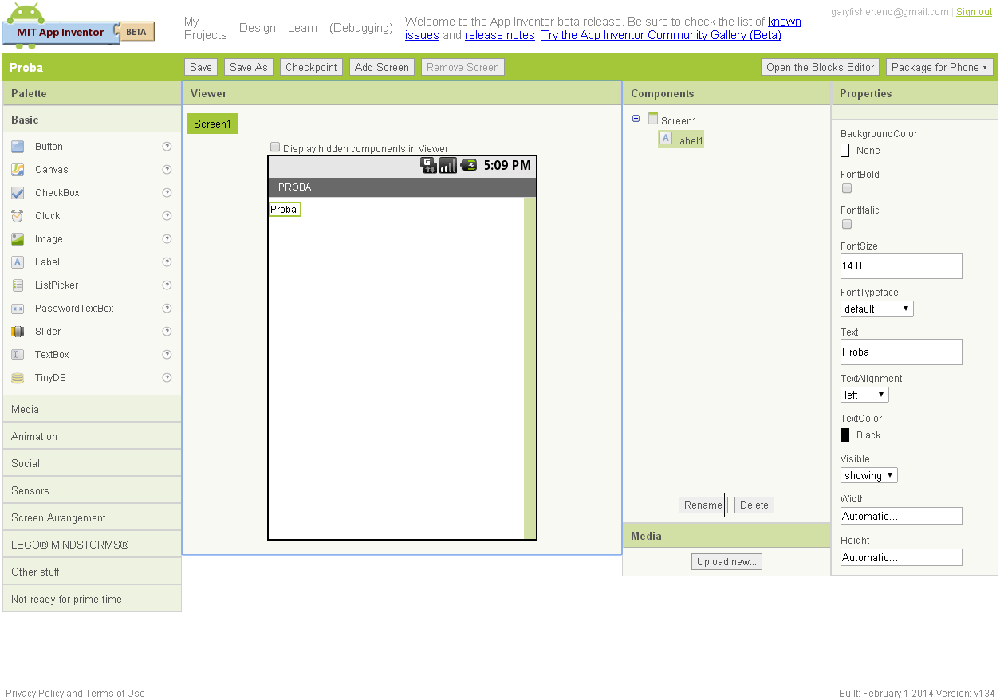 MIT App Inventor BETA
My Projects Design Learn (Debugging)
Welcome to the App Inventor beta release. Be sure to check the list of known
issues and release notes. Try the App Inventor Community Gallery (Beta)
garyfisher.end@gmail.com | Sign out
Proba
Save Save As Checkpoint Add Screen Remove Screen
Open the Blocks Editor Package for Phone
Palette
Basic
Button ?
Canvas ?
CheckBox ?
Clock ?
Image ?
A Label ?
ListPicker ?
PasswordTextBox ?
Slider ?
TextBox ?
TinyDB ?
Media
Animation
Social
Sensors
Screen Arrangement
LEGO® MINDSTORMS®
Other stuff
Not ready for prime time
Viewer
Screen1
Display hidden components in Viewer
G 5:09 PM
PROBA
Proba
Components
Screen1
A Label1
Rename Delete
Media
Upload new...
Properties
BackgroundColor
None
FontBold
FontItalic
FontSize
14.0
FontTypeface
default
Text
Proba
TextAlignment
left
TextColor
Black
Visible
showing
Width
Automatic...
Height
Automatic...
Privacy Policy and Terms of Use
Built: February 1 2014 Version: v134